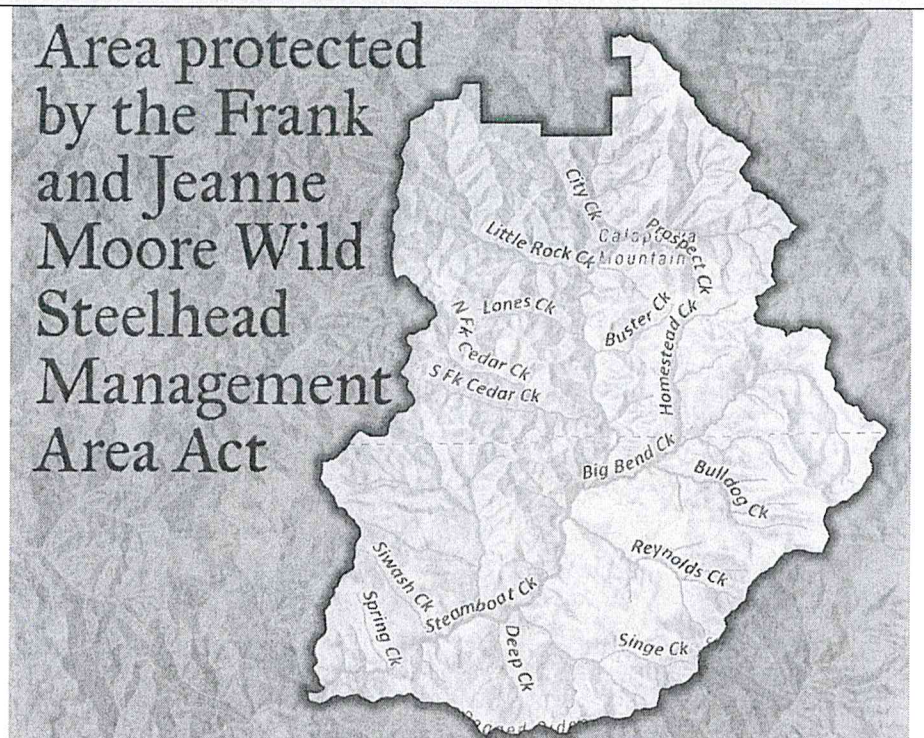 Area protected
by the Frank
and Jeanne
Moore Wild
Steelhead
Management
Area Act
City Ck
Prospect Ck
Little Rock Ck
Mountain
Lones Ck
Buster Ck
Homestead Ck
N Fk Cedar Ck
S Fk Cedar Ck
Big Bend Ck
Bulldog Ck
Reynolds Ck
Siwash Ck
Steamboat Ck
Spring Ck
Deep Ck
Singe Ck